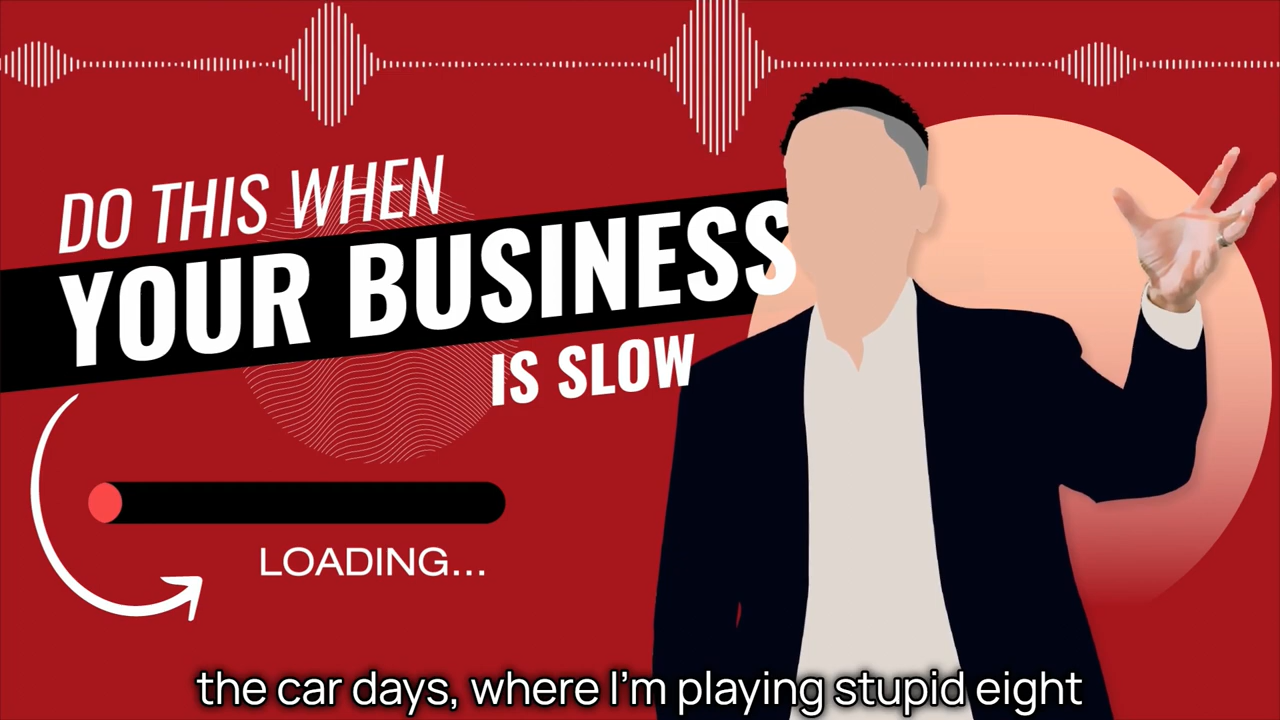 DO THIS WHEN
YOUR BUSINESS
IS SLOW
LOADING...
the car days, where I'm playing stupid eight